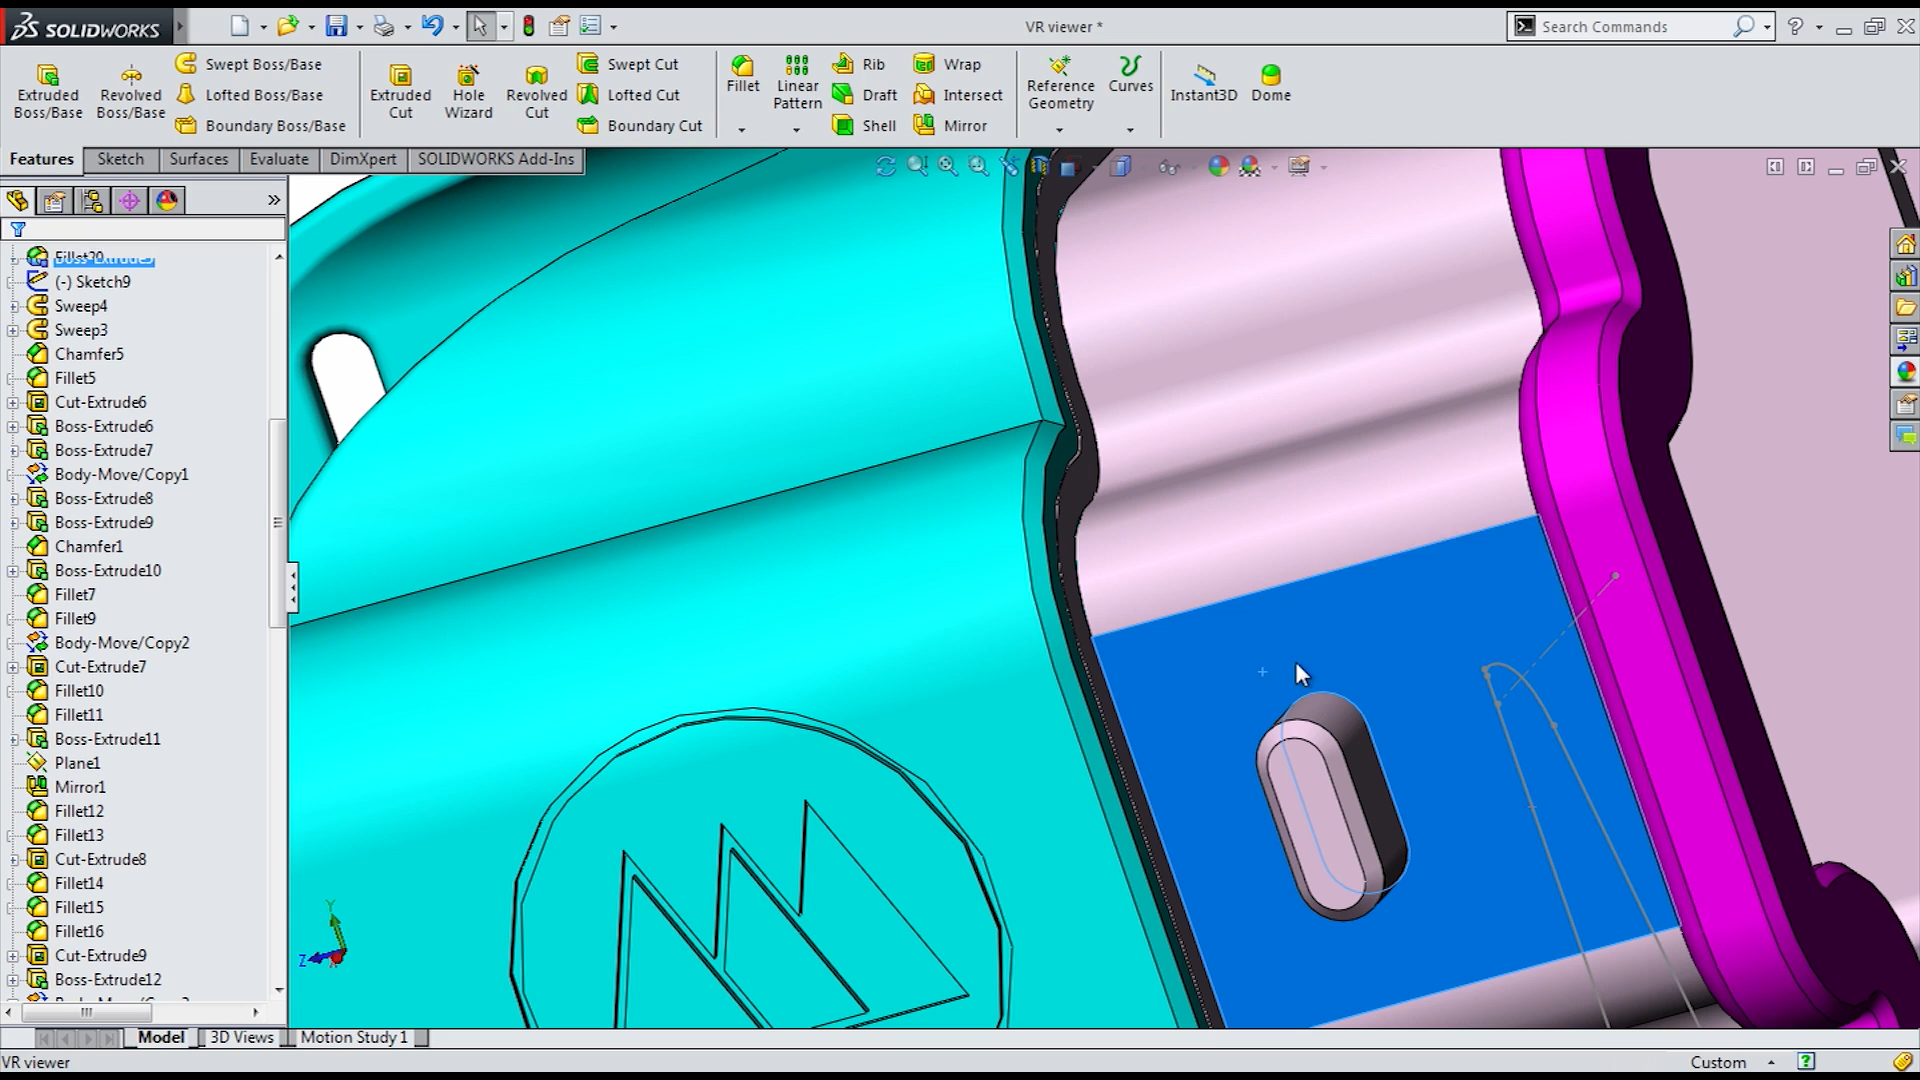 SOLIDWORKS
VR viewer *
Search Commands
Extruded Boss/Base
Revolved Boss/Base
Swept Boss/Base
Lofted Boss/Base
Boundary Boss/Base
Extruded Cut
Hole Wizard
Revolved Cut
Swept Cut
Lofted Cut
Boundary Cut
Fillet
Linear Pattern
Rib
Draft
Shell
Wrap
Intersect
Mirror
Reference Geometry
Curves
Instant3D
Dome
Features
Sketch
Surfaces
Evaluate
DimXpert
SOLIDWORKS Add-Ins
(-) Sketch9
Sweep4
Sweep3
Chamfer5
Fillet5
Cut-Extrude6
Boss-Extrude6
Boss-Extrude7
Body-Move/Copy1
Boss-Extrude8
Boss-Extrude9
Chamfer1
Boss-Extrude10
Fillet7
Fillet9
Body-Move/Copy2
Cut-Extrude7
Fillet10
Fillet11
Boss-Extrude11
Plane1
Mirror1
Fillet12
Fillet13
Cut-Extrude8
Fillet14
Fillet15
Fillet16
Cut-Extrude9
Boss-Extrude12
Y
Z
Model
3D Views
Motion Study 1
VR viewer
Custom